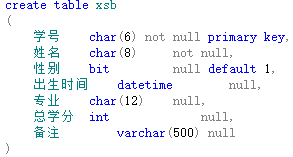 create table xsb
(
学号 char(6) not null primary key,
姓名 char(8) not null,
性别 bit null default 1,
出生时间 datetime null,
专业 char(12) null,
总学分 int null,
备注 varchar(500) null
)